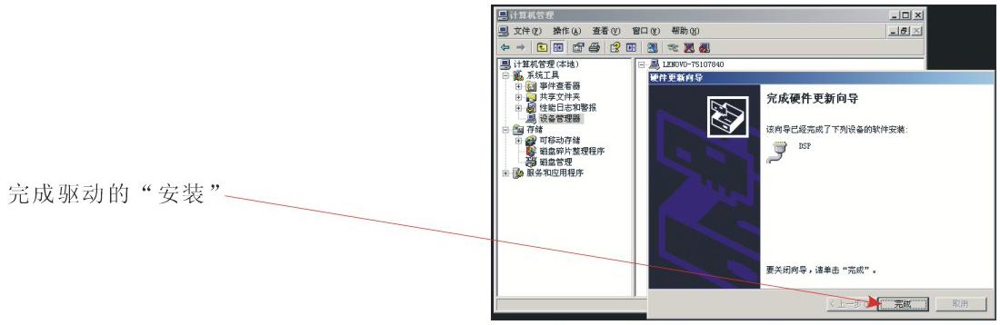 完成驱动的“安装”
计算机管理
文件(F) 操作(A) 查看(V) 窗口(W) 帮助(H)
计算机管理(本地)
系统工具
事件查看器
共享文件夹
性能日志和警报
设备管理器
存储
可移动存储
磁盘碎片整理程序
磁盘管理
服务和应用程序
LENOVO-75107840
硬件更新向导
完成硬件更新向导
该向导已经完成了下列设备的软件安装:
DSP
要关闭向导，请单击“完成”。
<上一步 完成 取消